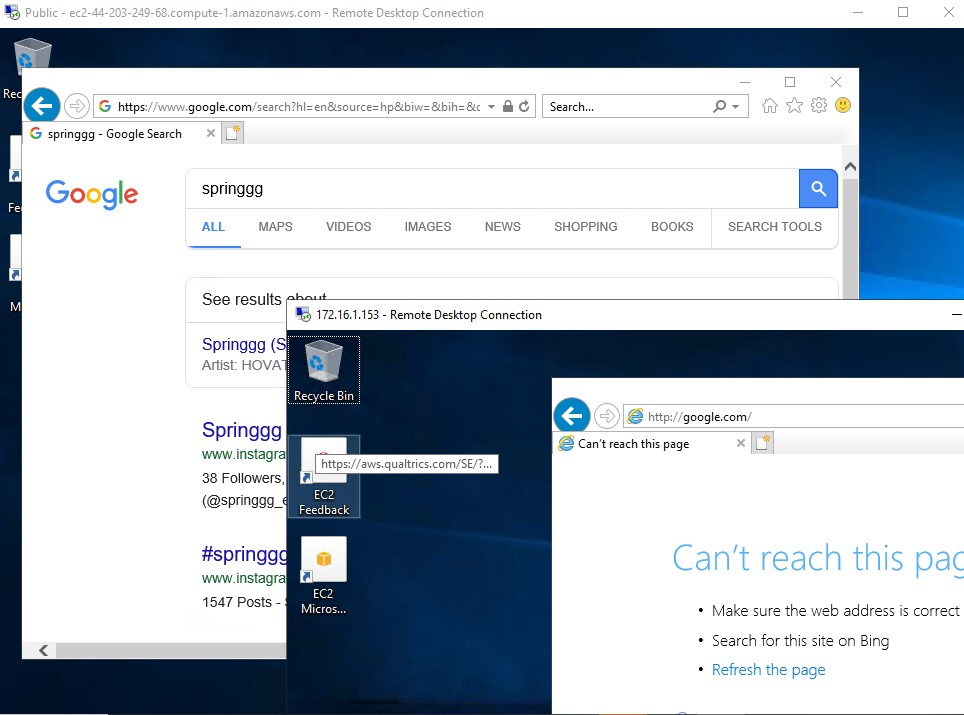 Public - ec2-44-203-249-68.compute-1.amazonaws.com - Remote Desktop Connection
https://www.google.com/search?hl=en&source=hp&biw=&bih=&c
Search...
springgg - Google Search
Google
springgg
ALL MAPS VIDEOS IMAGES NEWS SHOPPING BOOKS SEARCH TOOLS
See results about
Springgg (S
Artist: HOVAT
Springgg
www.instagra
38 Followers,
(@springgg_e
#springgg
www.instagra
1547 Posts -
Rec
Fe
M
172.16.1.153 - Remote Desktop Connection
Recycle Bin
https://aws.qualtrics.com/SE/?...
EC2
Feedback
EC2
Micros...
http://google.com/
Can't reach this page
Can't reach this pag
• Make sure the web address is correct
• Search for this site on Bing
• Refresh the page